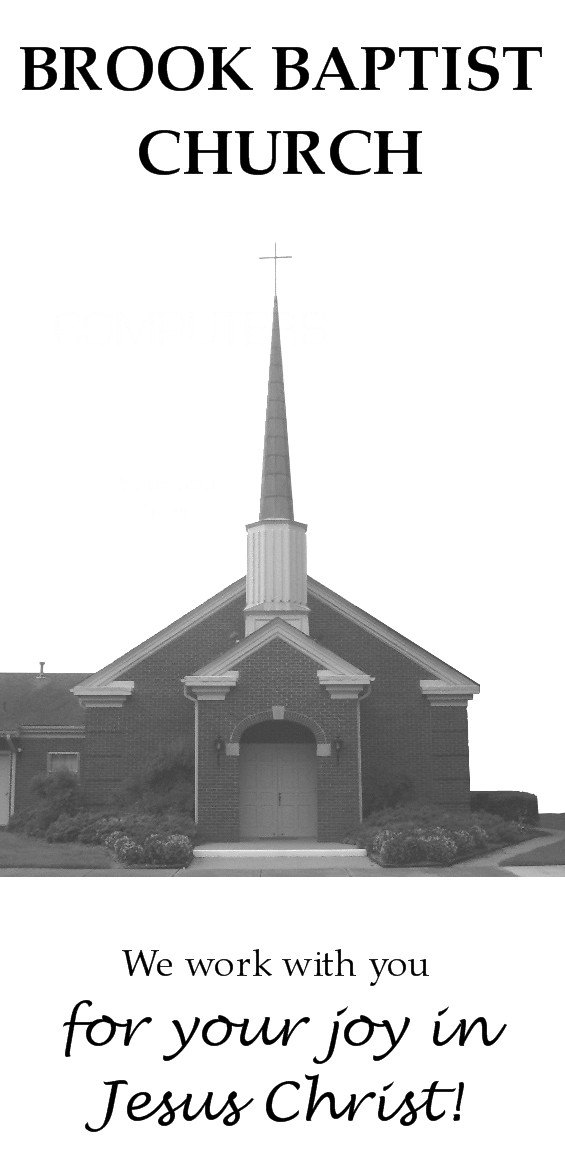 BROOK BAPTIST
CHURCH
We work with you
for your joy in
Jesus Christ!